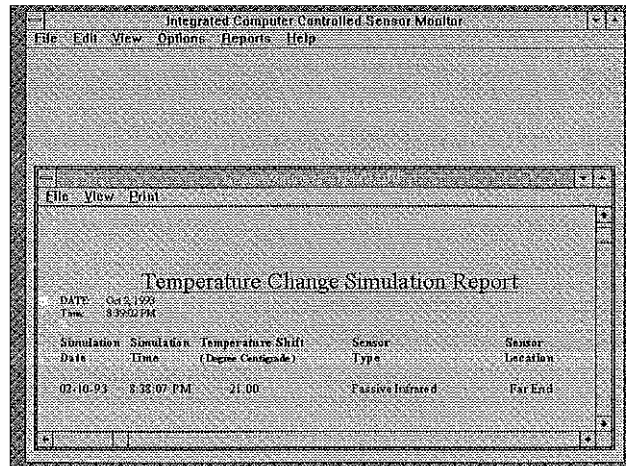 Integrated Computer Controlled Sensor Monitor
File Edit View Options Reports Help
File View Print
Temperature Change Simulation Report
DATE: Oct 2, 1993
Time: 8:39:02 PM
Simulation Simulation Temperature Shift Sensor Sensor
Date Time (Degree Centigrade) Type Location
02-10-93 8:38:07 PM 21.00 Passive Infrared Far End